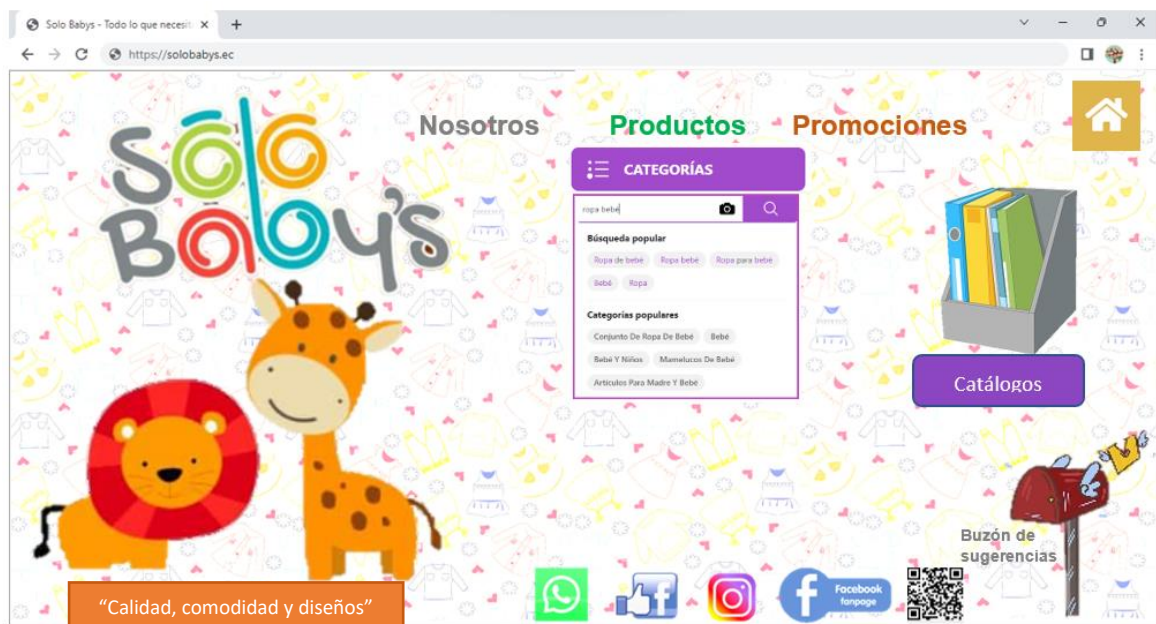 Solo Babys - Todo lo que necesit
https://solobabys.ec
Sólo
Baby's
Nosotros
Productos
Promociones
CATEGORÍAS
ropa bebé
Búsqueda popular
Ropa de bebé
Ropa bebé
Ropa para bebé
Bebé
Ropa
Categorías populares
Conjunto De Ropa De Bebé
Bebé
Bebé Y Niños
Mamelucos De Bebé
Artículos Para Madre Y Bebé
Catálogos
Buzón de
sugerencias
Facebook
fanpage
“Calidad, comodidad y diseños”